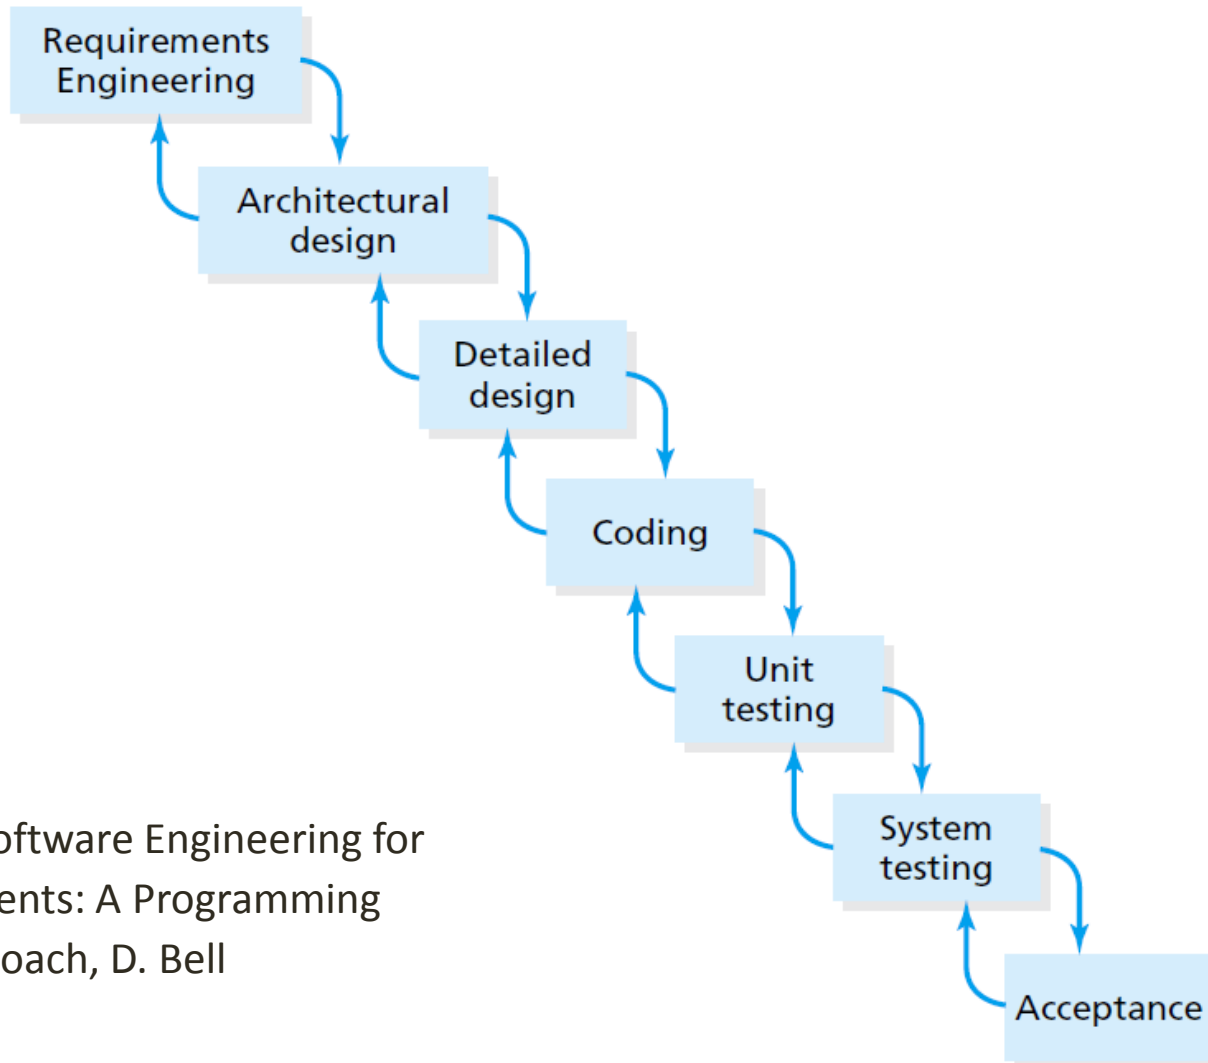 Requirements
Engineering
Architectural
design
Detailed
design
Coding
Unit
testing
System
testing
Acceptance
oftware Engineering for
ents: A Programming
oach, D. Bell